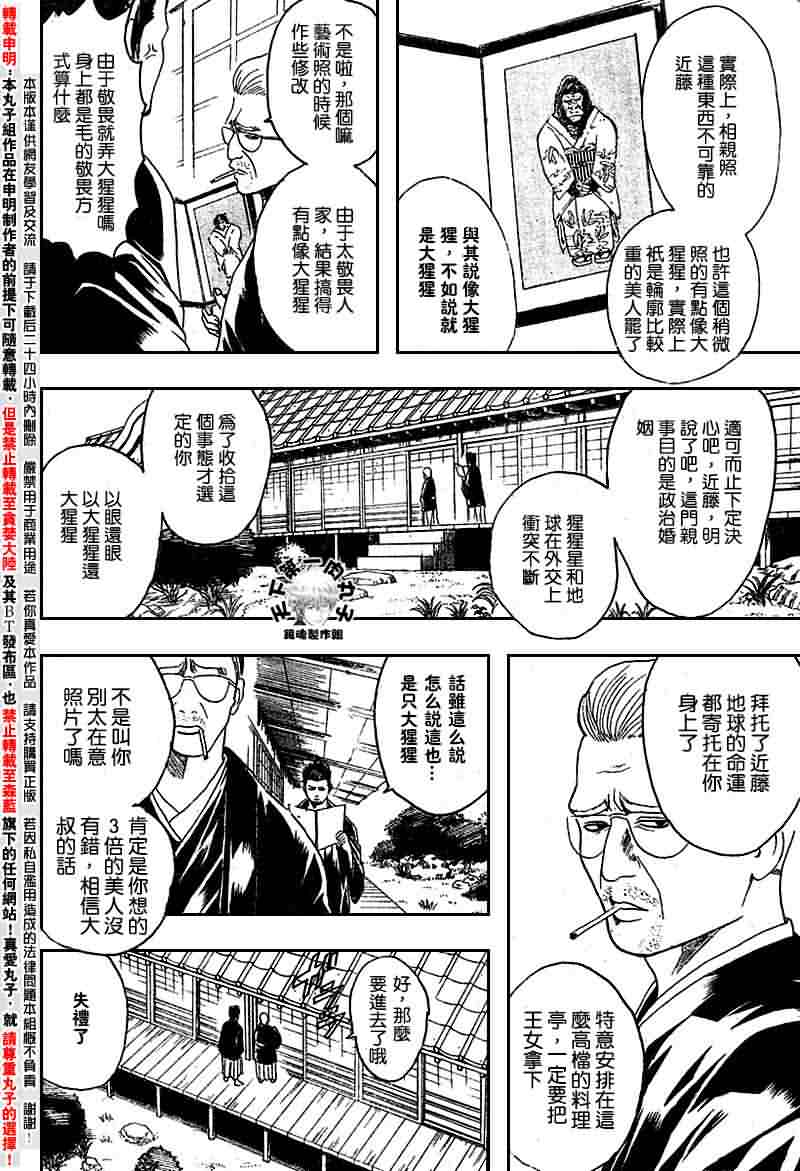 實際上，相親照
這種東西不可靠的
近藤
也許這個稍微
照的有點像大
猩猩，實際上
衹是輪廓比較
重的美人罷了
與其說像大猩
猩，不如說就
是大猩猩
不是啦，那個嘛
藝術照的時候
作些修改
由于太敬畏人
家，結果搞得
有點像大猩猩
由于敬畏就弄大猩猩嗎
身上都是毛的敬畏方
式算什麼
適可而止下定決
心吧，近藤，明
說了吧，這門親
事目的是政治婚
姻
猩猩星和地
球在外交上
衝突不斷
爲了收拾這
個事態才選
定的你
以眼還眼
以大猩猩還
大猩猩
天下第一肉丸子
銀魂製作組
拜托了近藤
地球的命運
都寄托在你
身上了
特意安排在這
麼高檔的料理
亭，一定要把
王女拿下
話雖這么說
怎么說這也…
是只大猩猩
不是叫你
別太在意
照片了嗎
肯定是你想的
3倍的美人沒
有錯，相信大
叔的話
好，那麼
要進去了哦
失禮了
本版本僅供網友學習及交流 請于下載后二十四小時內刪除 嚴禁用于商業用途 若你真愛本作品 請支持購買正版 若因私自濫用造成的法律問題本組概不負責 謝謝！
轉載申明：本丸子組作品在申明制作者的前提下可隨意轉載．但是禁止轉載至貪婪大陸及其BT發布區．也禁止轉載至淼藍旗下的任何網站！真愛丸子．就請尊重丸子的選擇！